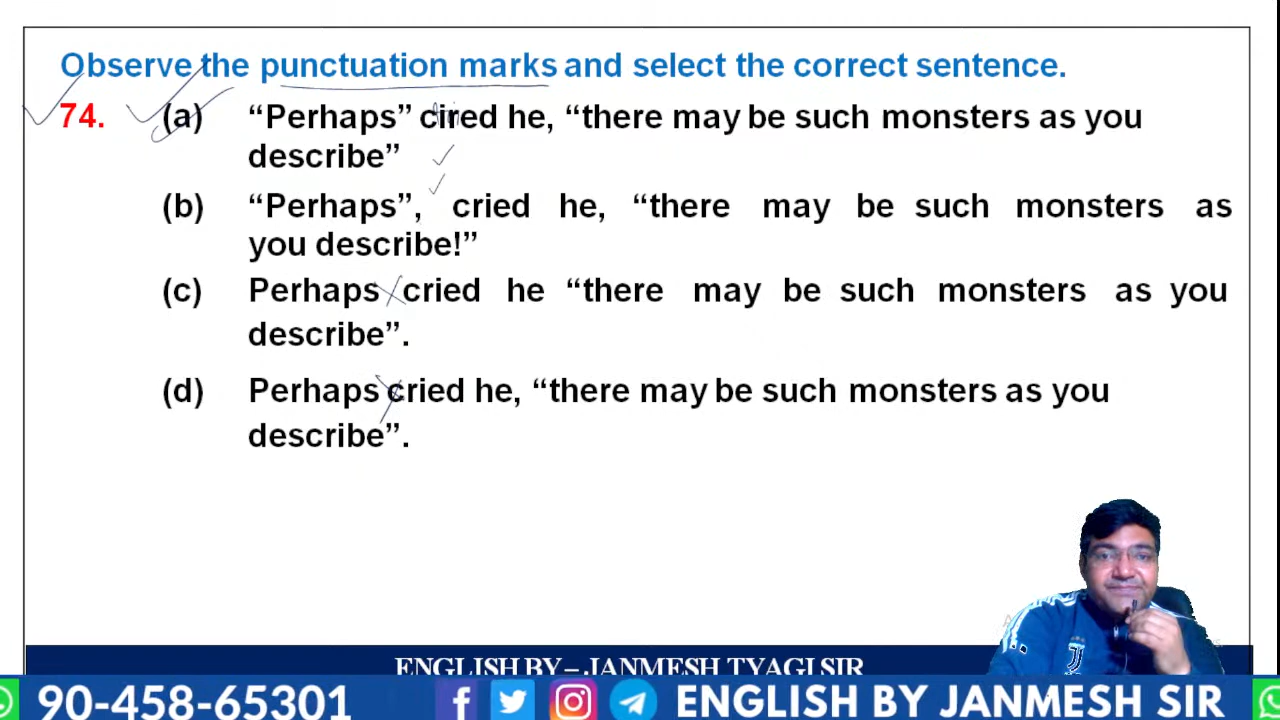 Observe the punctuation marks and select the correct sentence.
74. (a) “Perhaps” ciried he, “there may be such monsters as you
describe”
(b) “Perhaps”, cried he, “there may be such monsters as
you describe!”
(c) Perhaps cried he “there may be such monsters as you
describe”.
(d) Perhaps cried he, “there may be such monsters as you
describe”.
ENGLISH BY – JANMESH TYAGI SIR
90-458-65301 ENGLISH BY JANMESH SIR